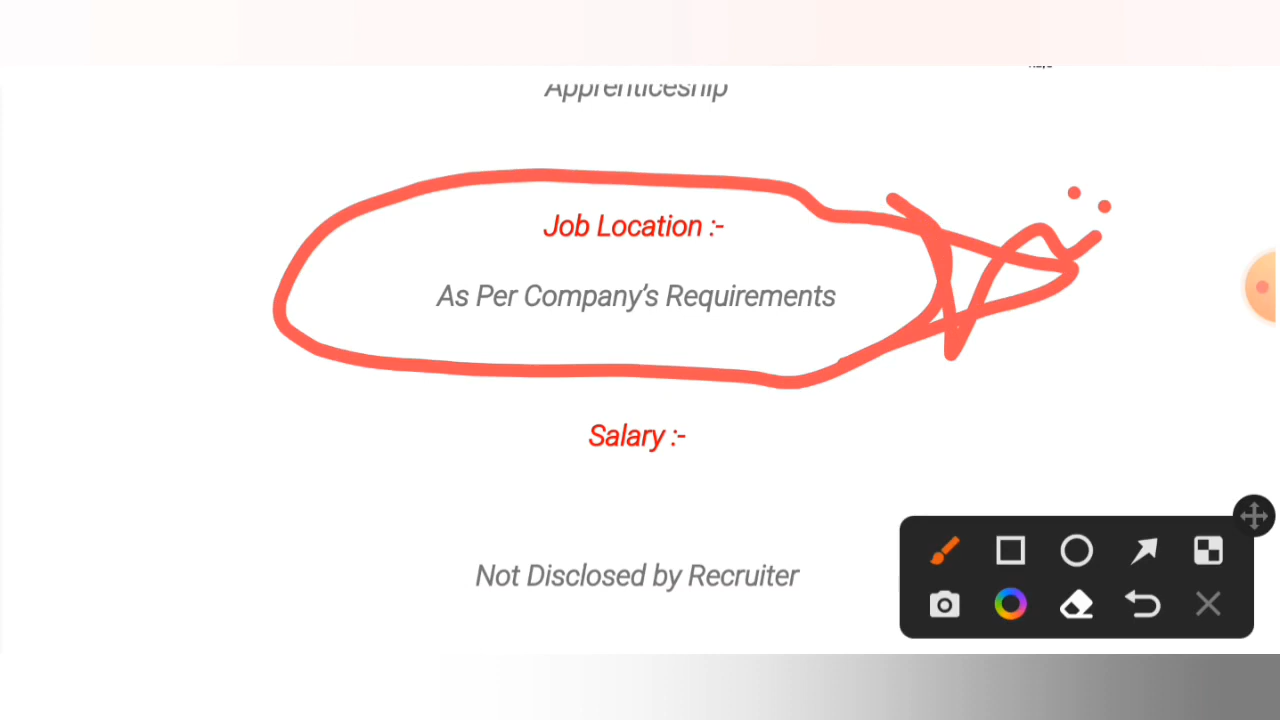 Apprenticeship
Job Location :-
As Per Company's Requirements
Salary :-
Not Disclosed by Recruiter